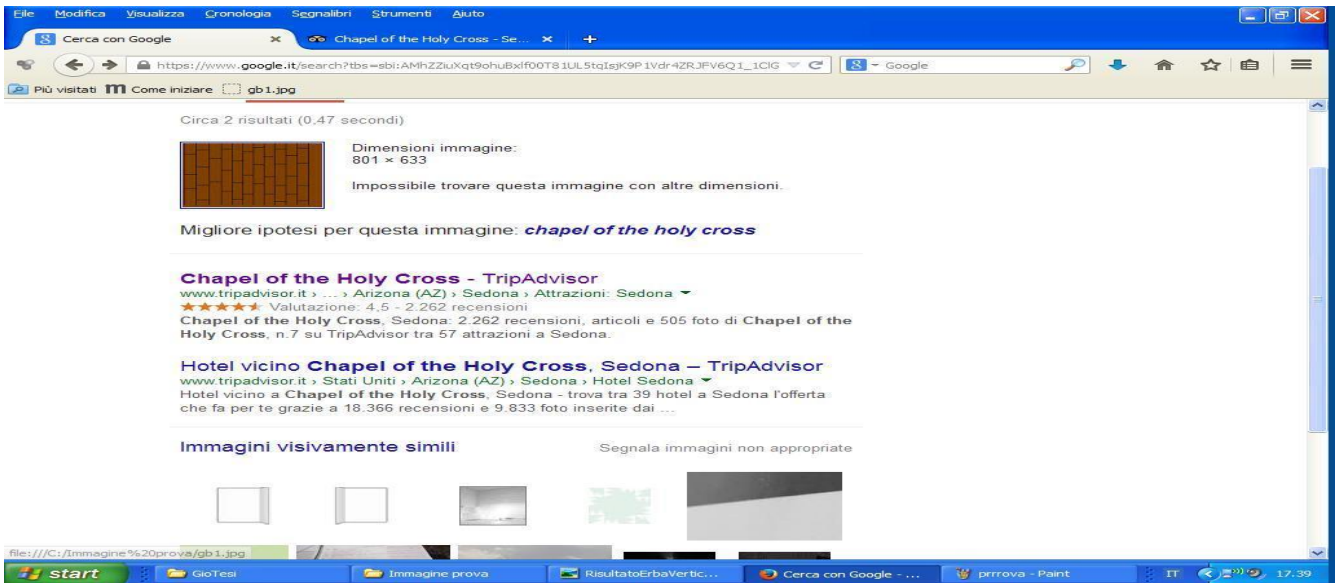 File Modifica Visualizza Cronologia Segnalibri Strumenti Aiuto
Cerca con Google
Chapel of the Holy Cross - Se...
Google
Più visitati
Come iniziare
gb1.jpg
Circa 2 risultati (0,47 secondi)
Dimensioni immagine:
801 × 633
Impossibile trovare questa immagine con altre dimensioni.
Migliore ipotesi per questa immagine: chapel of the holy cross
Chapel of the Holy Cross - TripAdvisor
www.tripadvisor.it › ... › Arizona (AZ) › Sedona › Attrazioni: Sedona
Valutazione: 4,5 - 2.262 recensioni
Chapel of the Holy Cross, Sedona: 2.262 recensioni, articoli e 505 foto di Chapel of the
Holy Cross, n.7 su TripAdvisor tra 57 attrazioni a Sedona.
Hotel vicino Chapel of the Holy Cross, Sedona – TripAdvisor
www.tripadvisor.it › Stati Uniti › Arizona (AZ) › Sedona › Hotel Sedona
Hotel vicino a Chapel of the Holy Cross, Sedona - trova tra 39 hotel a Sedona l'offerta
che fa per te grazie a 18.366 recensioni e 9.833 foto inserite dai ...
Immagini visivamente simili
Segnala immagini non appropriate
file:///C:/Immagine%20prova/gb1.jpg
start
GioTesi
Immagine prova
RisultatoErbaVertic...
Cerca con Google - ...
prrrova - Paint
IT
17.39